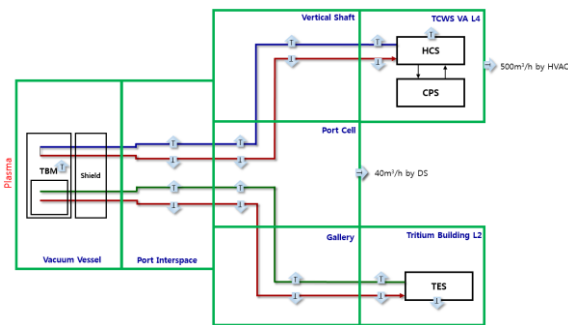 Vertical Shaft
TCWS VA L4
HCS
500m³/h by HVAC
CPS
Port Cell
Plasma
TBM
Shield
40m³/h by DS
Vacuum Vessel
Port Interspace
Gallery
Tritium Building L2
TES